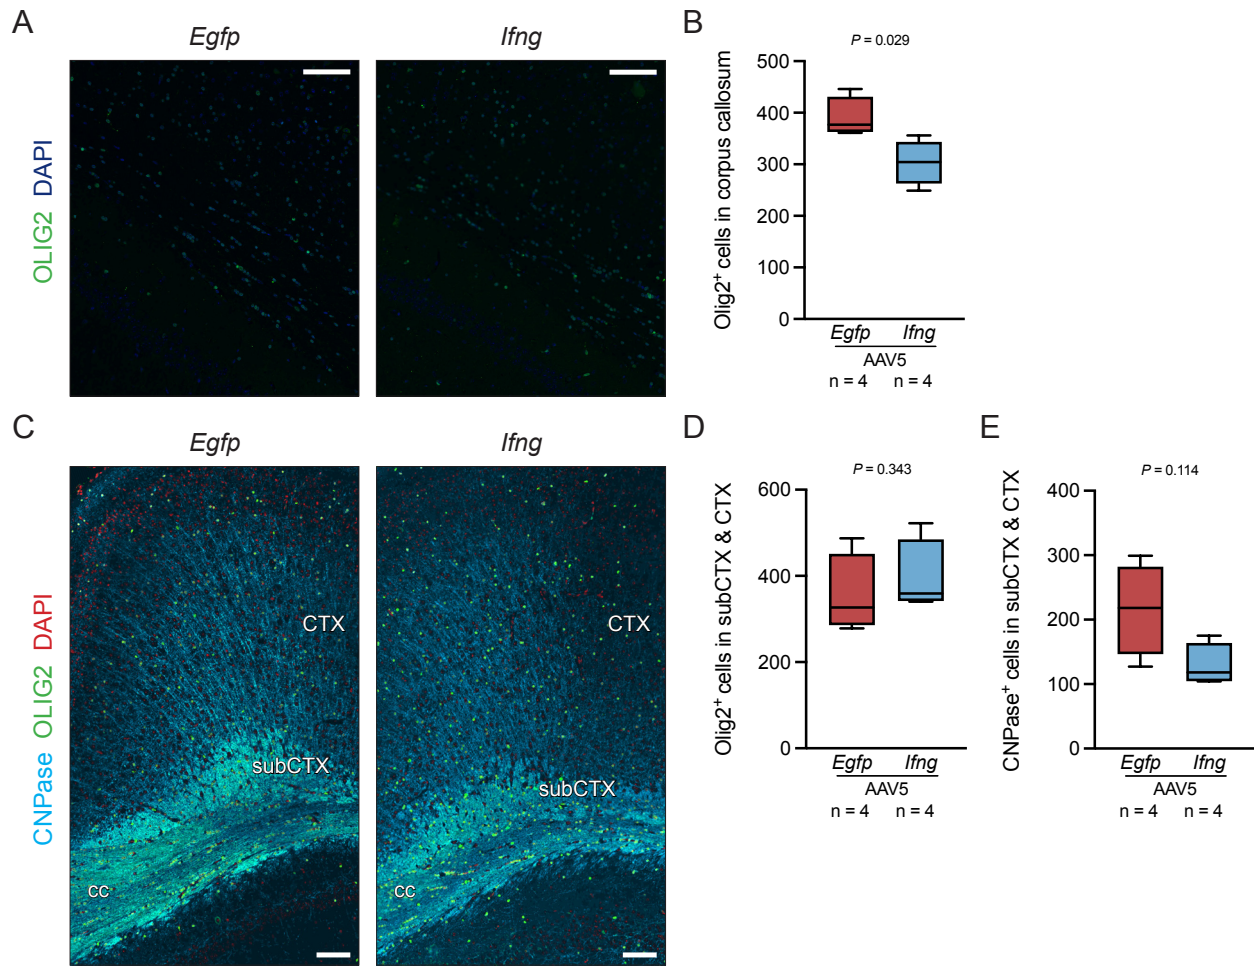 A
Egfp
Ifng
OLIG2 DAPI
B
P = 0.029
Olig2+ cells in corpus callosum
500
400
300
200
100
0
Egfp
Ifng
AAV5
n = 4
n = 4
C
Egfp
Ifng
CNPase OLIG2 DAPI
CTX
subCTX
cc
CTX
subCTX
cc
D
P = 0.343
Olig2+ cells in subCTX & CTX
600
400
200
0
Egfp
Ifng
AAV5
n = 4
n = 4
E
P = 0.114
CNPase+ cells in subCTX & CTX
400
300
200
100
0
Egfp
Ifng
AAV5
n = 4
n = 4